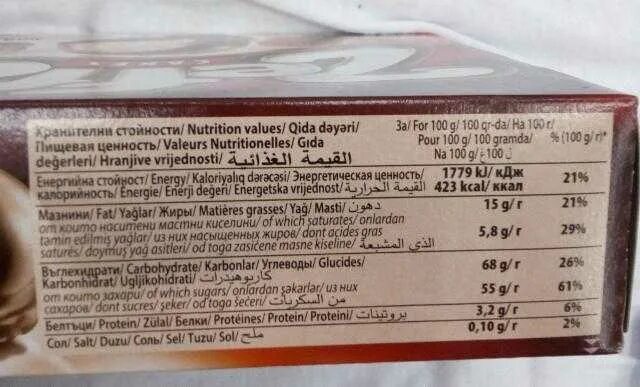 Хранителни стойности/ Nutrition values/ Qida dəyəri/ За/ For 100 g/ 100 qr-da/ На 100 г/
Пищевая ценность/ Valeurs Nutritionelles/ Gıda Pour 100 g/ 100 gramda/ % (100 g/г)*
değerleri/ Hranjive vrijednosti/ القيمة الغذائية Na 100 g/ 100 غ/ لـ
Енергийна стойност/ Energy/ Kaloriyalıq dərəcəsi/ Энергетическая ценность/ 1779 kJ/ кДж 21%
калорийность/ Énergie/ Enerji değeri/ Energetska vrijednost/ القيمة الحرارية 423 kcal/ ккал
Мазнини/ Fat/ Yağlar/ Жиры/ Matières grasses/ Yağ/ Masti/ دهون 15 g/ г 21%
от които наситени мастни киселини/ of which saturates/ onlardan
tamin edilmiş yağlar/ из них насыщенных жиров/ dont acides gras 5,8 g/ г 29%
saturés/ doymuş yağ asitleri/ od toga zasićene masne kiseline/ الذي المشبعة
Въглехидрати/ Carbohydrate/ Karbonlar/ Углеводы/ Glucides/ 68 g/ г 26%
Karbonhidrat/ Ugljikohidrati/ كاربوهيدرات
от които захари/ of which sugars/ onlardan şəkarlar/ из них 55 g/ г 61%
сахаров/ dont sucres/ şeker/ od toga šećeri/ من السكريات
Белтъци/ Protein/ Zülal/ Белки/ Protéines/ Protein/ Proteini/ بروتينات 3,2 g/ г 6%
Сол/ Salt/ Duzu/ Соль/ Sel/ Tuzu/ Sol/ ملح 0,10 g/ г 2%